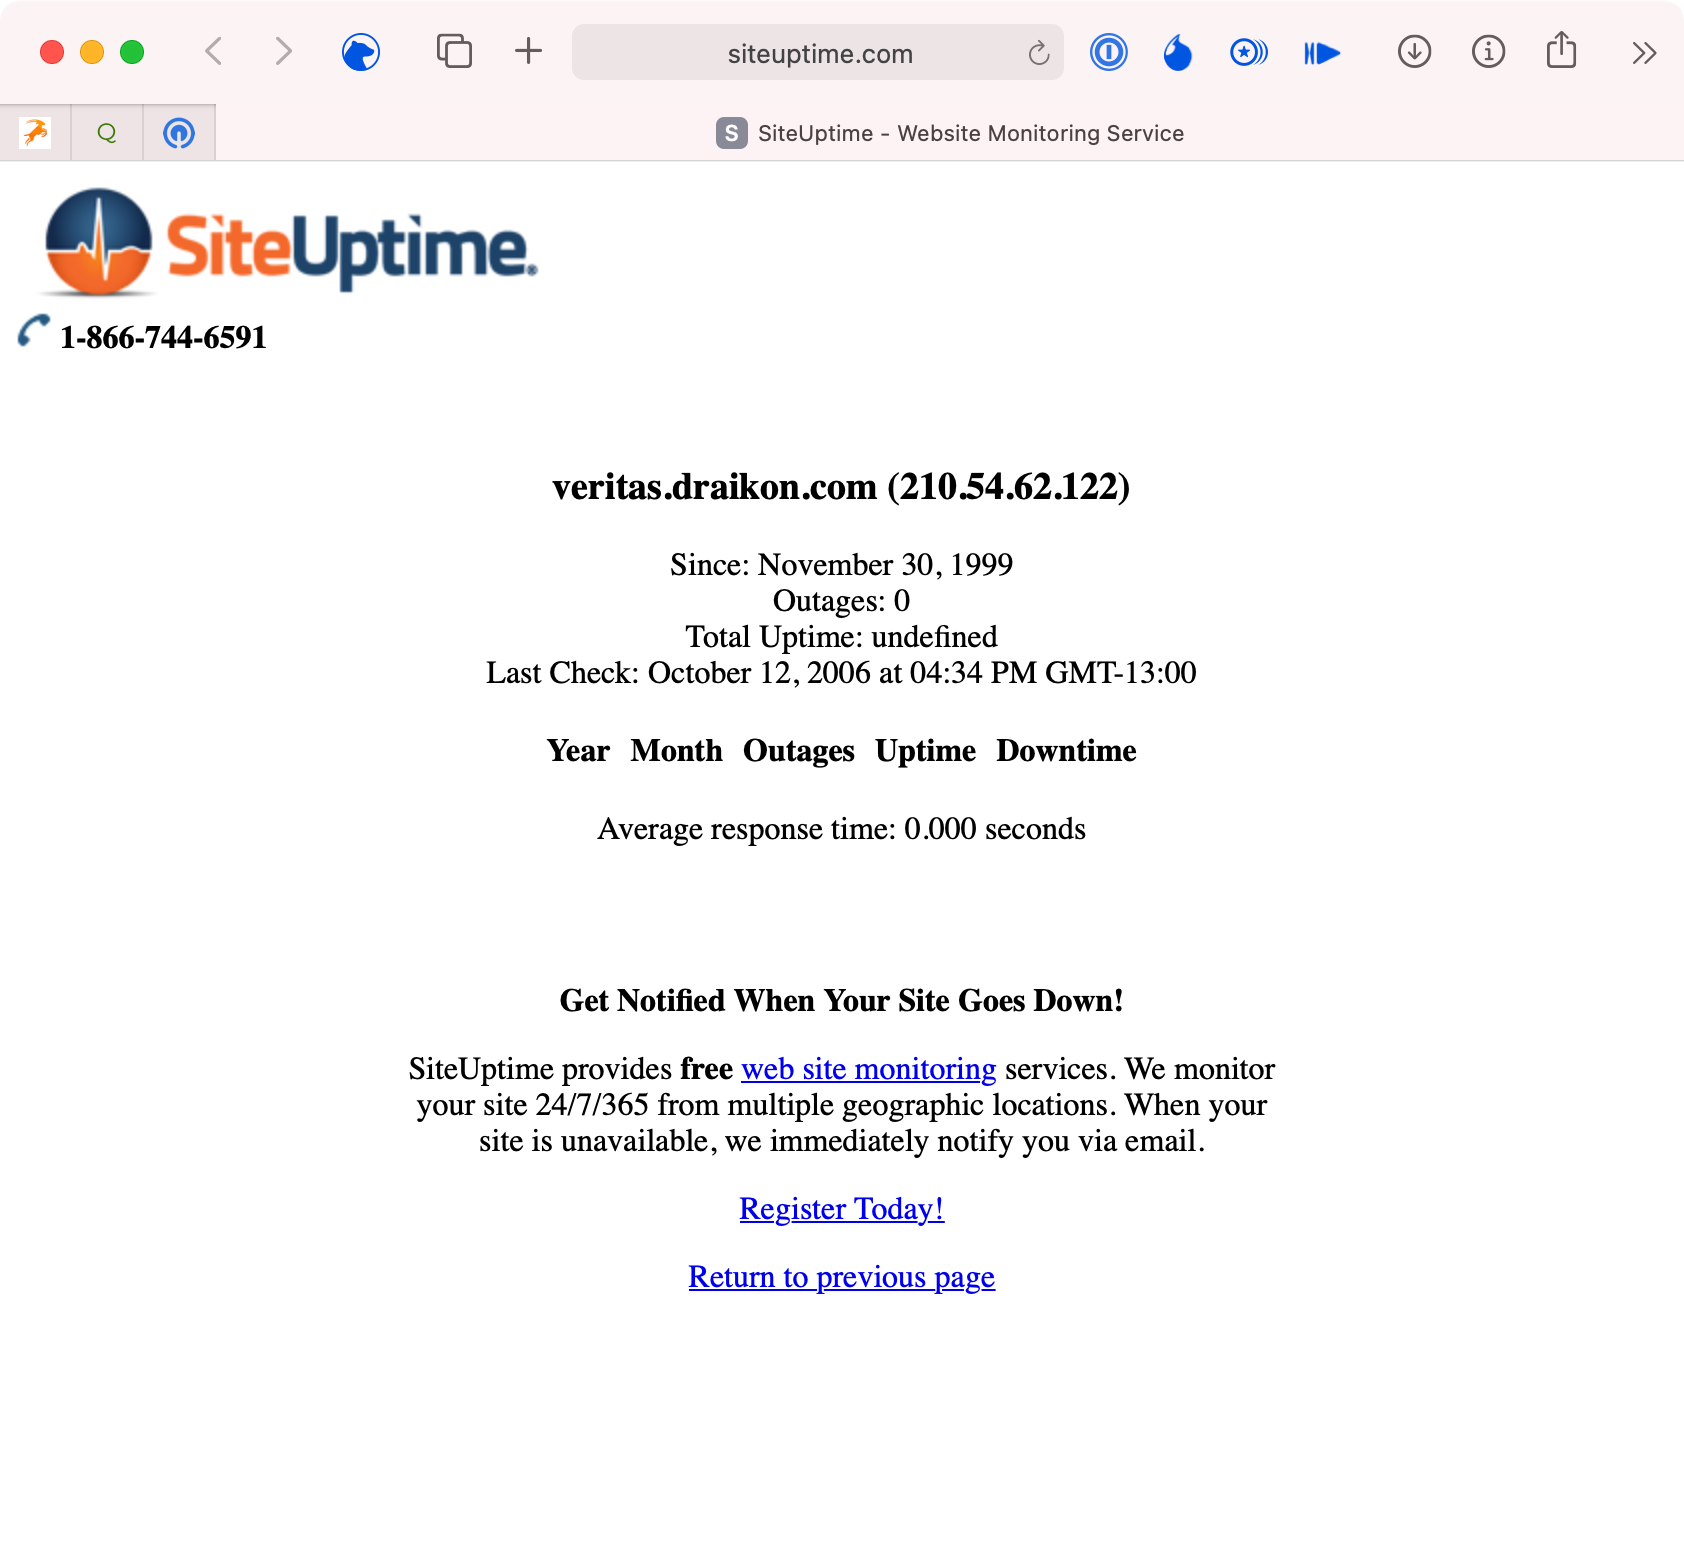 siteuptime.com
Q
S SiteUptime - Website Monitoring Service
SiteUptime®
1-866-744-6591
veritas.draikon.com (210.54.62.122)
Since: November 30, 1999
Outages: 0
Total Uptime: undefined
Last Check: October 12, 2006 at 04:34 PM GMT-13:00
Year Month Outages Uptime Downtime
Average response time: 0.000 seconds
Get Notified When Your Site Goes Down!
SiteUptime provides free web site monitoring services. We monitor
your site 24/7/365 from multiple geographic locations. When your
site is unavailable, we immediately notify you via email.
Register Today!
Return to previous page